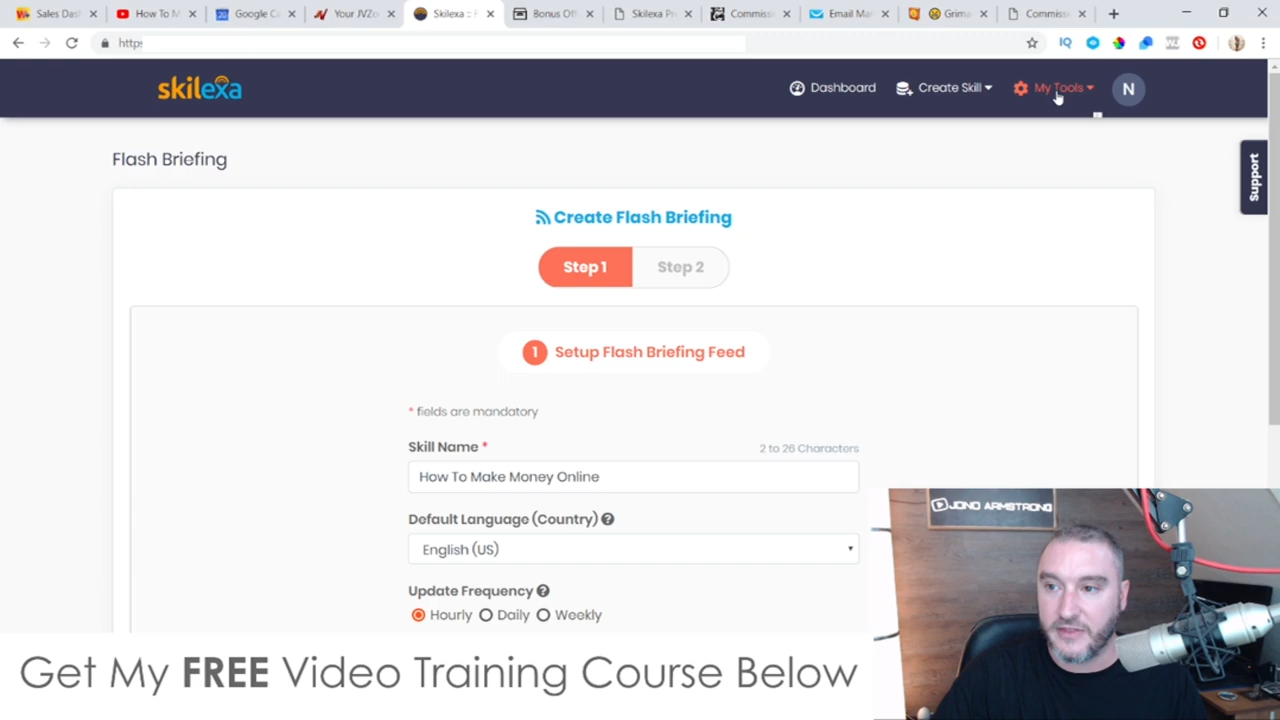 Sales Dash
How To M
Google C
Your JVZo
Skilexa :: F
Bonus Off
Skilexa Pr
Commissi
Email Mar
Grima
Commissi
https
skilexa
Dashboard
Create Skill
My Tools
N
Support
Flash Briefing
Create Flash Briefing
Step 1
Step 2
1 Setup Flash Briefing Feed
* fields are mandatory
Skill Name *
2 to 26 Characters
How To Make Money Online
Default Language (Country)
English (US)
Update Frequency
Hourly
Daily
Weekly
JONO ARMSTRONG
Get My FREE Video Training Course Below